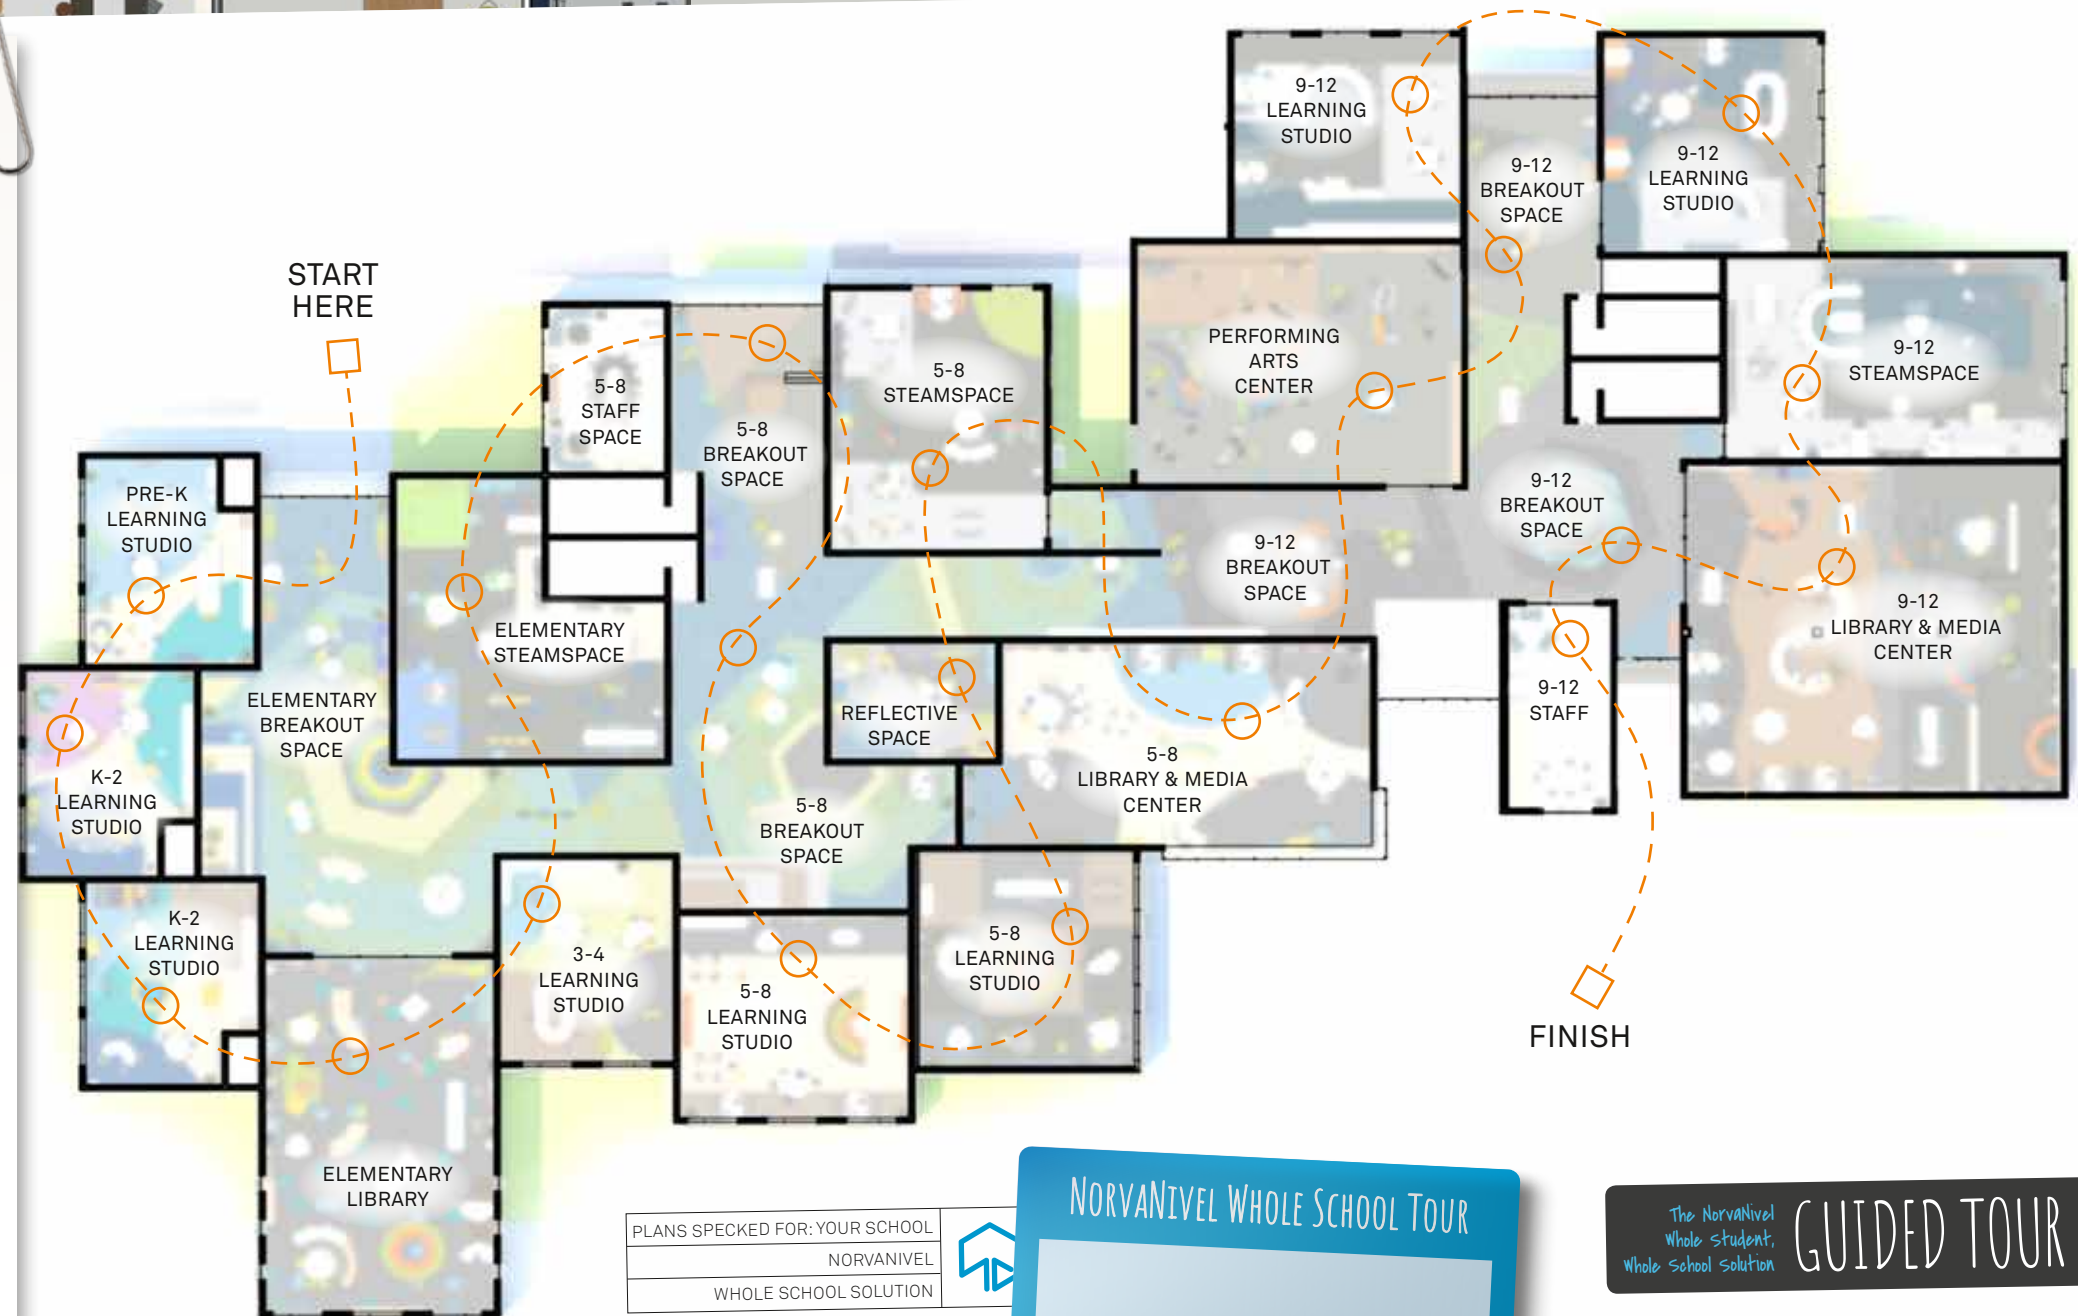 START
HERE
9-12
LEARNING
STUDIO
9-12
BREAKOUT
SPACE
9-12
LEARNING
STUDIO
PERFORMING
ARTS
CENTER
9-12
STEAMSPACE
5-8
STAFF
SPACE
5-8
BREAKOUT
SPACE
5-8
STEAMSPACE
PRE-K
LEARNING
STUDIO
9-12
BREAKOUT
SPACE
9-12
BREAKOUT
SPACE
ELEMENTARY
STEAMSPACE
9-12
LIBRARY & MEDIA
CENTER
ELEMENTARY
BREAKOUT
SPACE
REFLECTIVE
SPACE
9-12
STAFF
K-2
LEARNING
STUDIO
5-8
LIBRARY & MEDIA
CENTER
5-8
BREAKOUT
SPACE
K-2
LEARNING
STUDIO
3-4
LEARNING
STUDIO
5-8
LEARNING
STUDIO
5-8
LEARNING
STUDIO
FINISH
ELEMENTARY
LIBRARY
PLANS SPECKED FOR: YOUR SCHOOL
NORVANIVEL
WHOLE SCHOOL SOLUTION
NORVANIVEL WHOLE SCHOOL TOUR
The NorvaNivel
Whole Student,
Whole School Solution
GUIDED TOUR